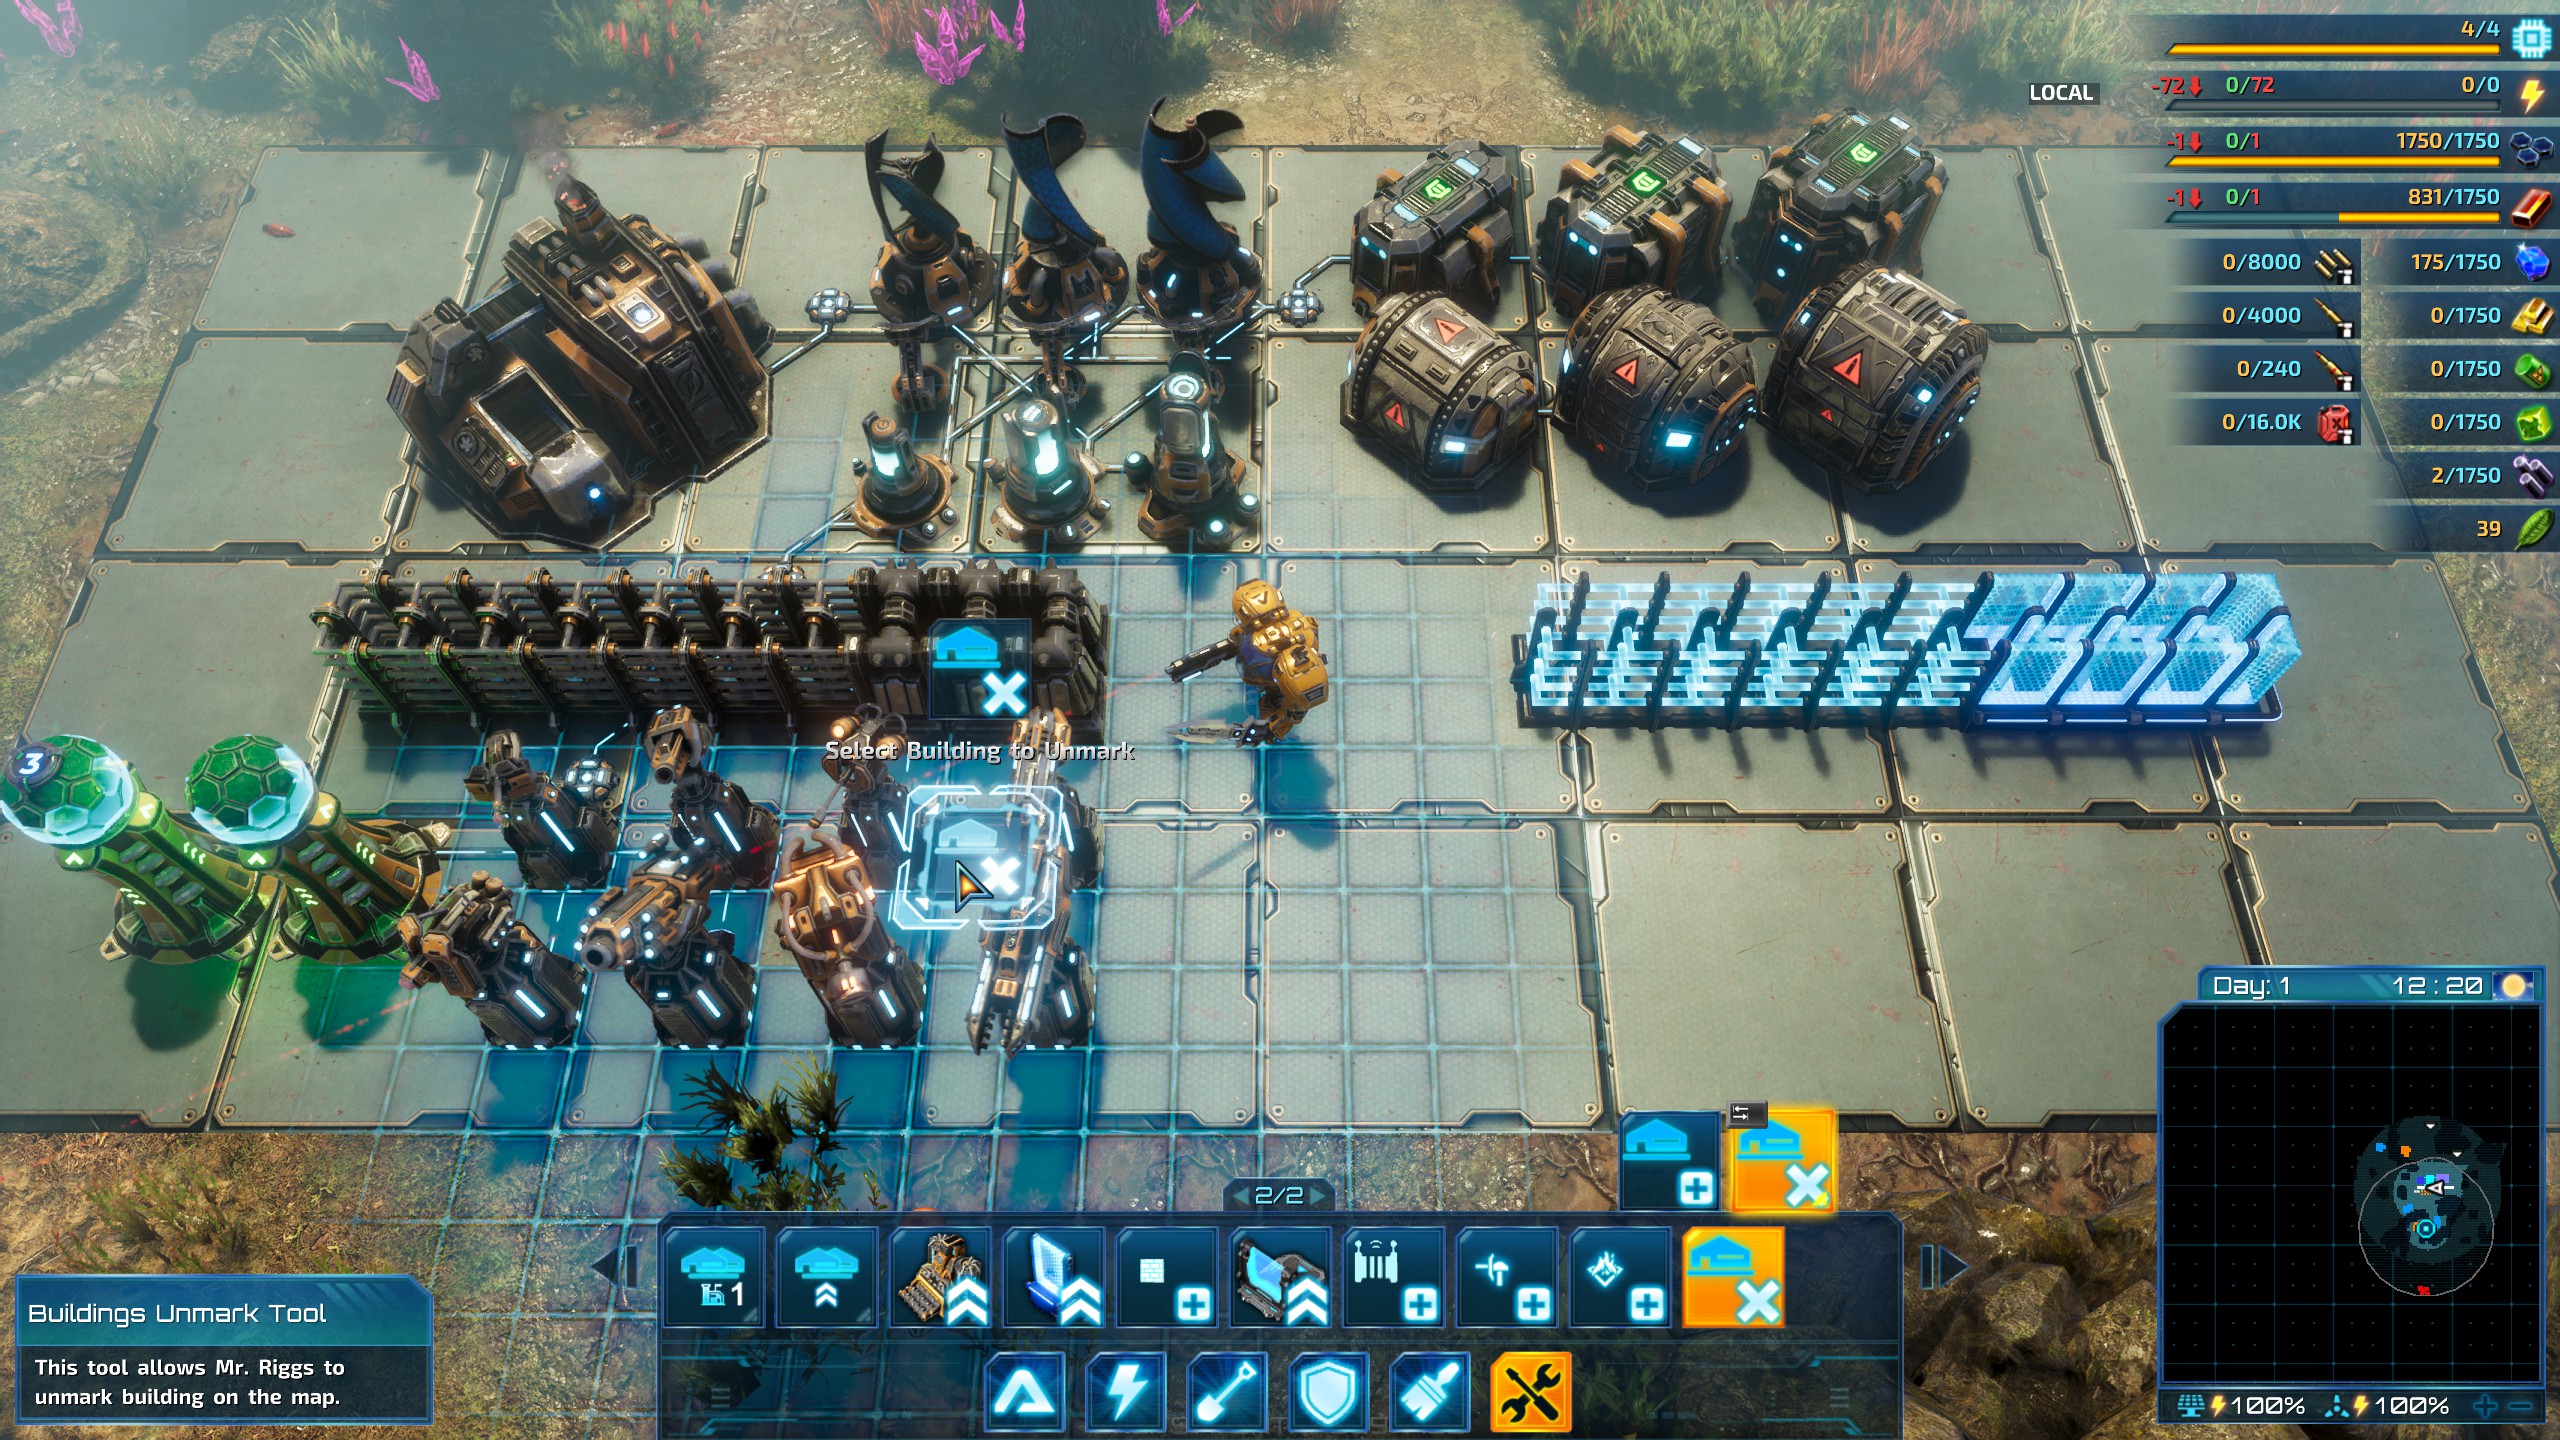 4/4
LOCAL
-72 0/72 0/0
-1 0/1 1750/1750
-1 0/1 831/1750
0/8000 175/1750
0/4000 0/1750
0/240 0/1750
0/16.0K 0/1750
2/1750
39
Select Building to Unmark
3
Day: 1 12:20
2/2
1
Buildings Unmark Tool
This tool allows Mr. Riggs to
unmark building on the map.
100% 100%